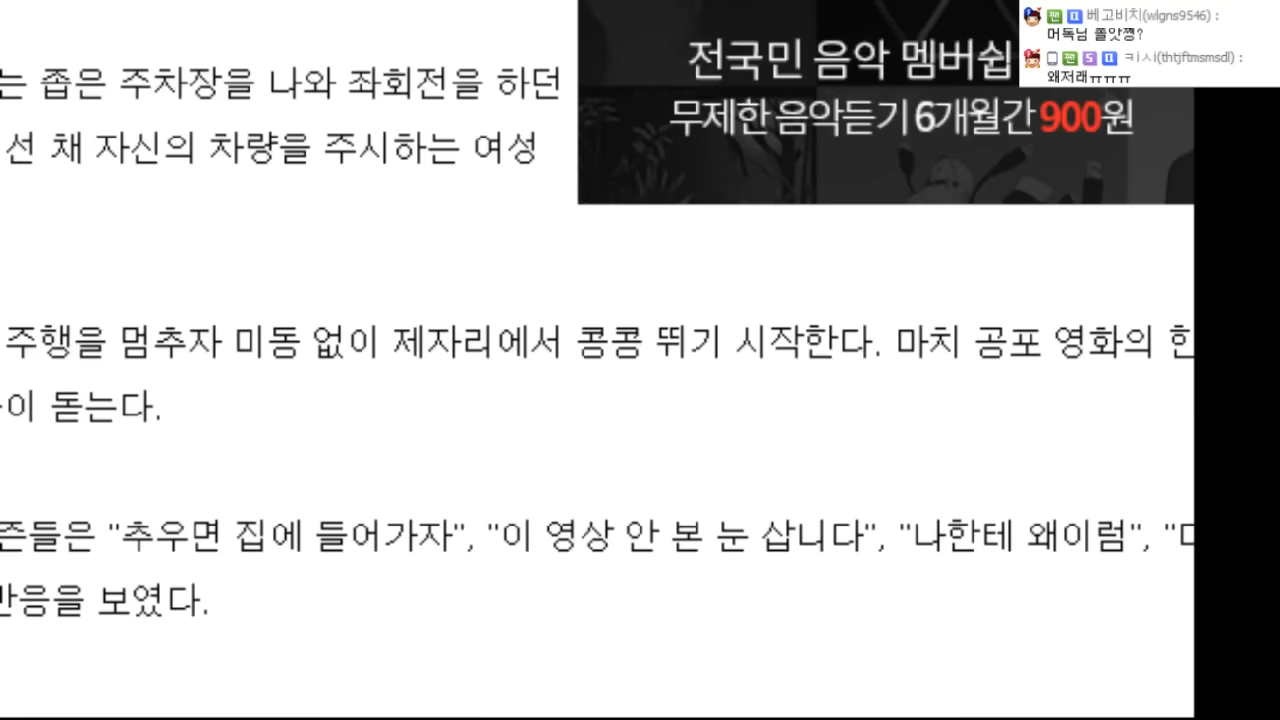 는 좁은 주차장을 나와 좌회전을 하던
선 채 자신의 차량을 주시하는 여성
전국민 음악 멤버쉽
무제한 음악듣기 6개월간 900원
팬 베고비치(wlgns9546) :
머독님 쫄앗쪙?
팬 S ㅋiㅅi(thtjftmsmsdl) :
왜저래ㅠㅠㅠ
주행을 멈추자 미동 없이 제자리에서 콩콩 뛰기 시작한다. 마치 공포 영화의 한
이 돋는다.
즌들은 "추우면 집에 들어가자", "이 영상 안 본 눈 삽니다", "나한테 왜이럼", "
반응을 보였다.